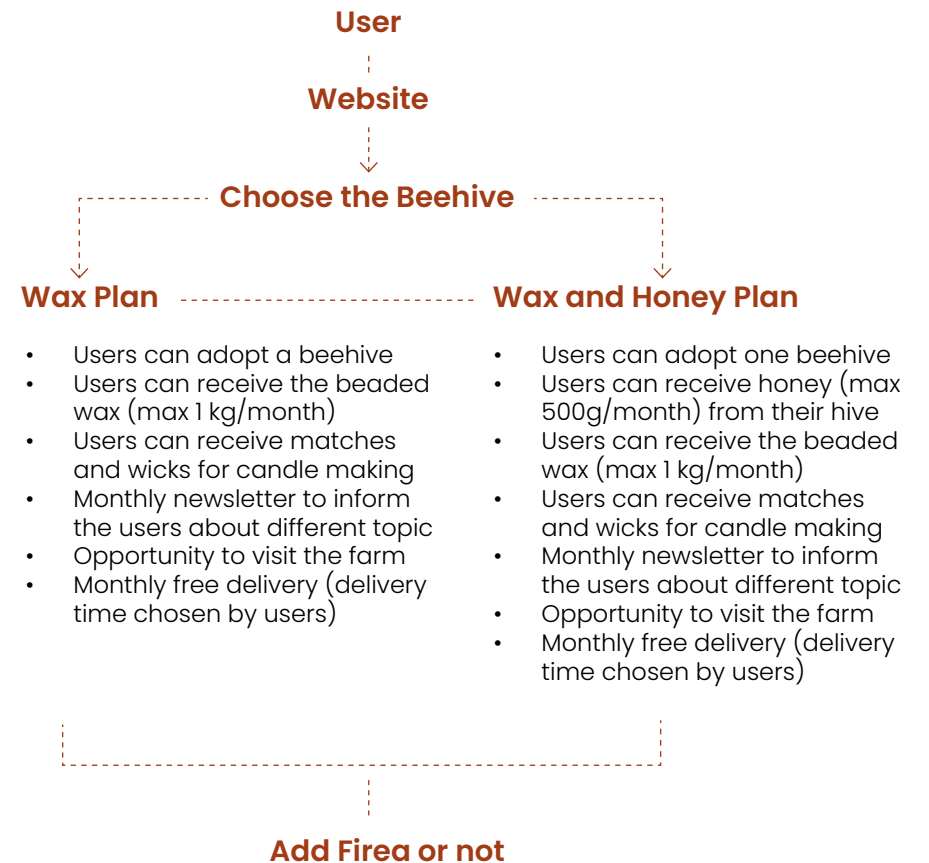 User
Website
Choose the Beehive
Wax Plan
• Users can adopt a beehive
• Users can receive the beaded
wax (max 1 kg/month)
• Users can receive matches
and wicks for candle making
• Monthly newsletter to inform
the users about different topic
• Opportunity to visit the farm
• Monthly free delivery (delivery
time chosen by users)
Wax and Honey Plan
• Users can adopt one beehive
• Users can receive honey (max
500g/month) from their hive
• Users can receive the beaded
wax (max 1 kg/month)
• Users can receive matches
and wicks for candle making
• Monthly newsletter to inform
the users about different topic
• Opportunity to visit the farm
• Monthly free delivery (delivery
time chosen by users)
Add Firea or not